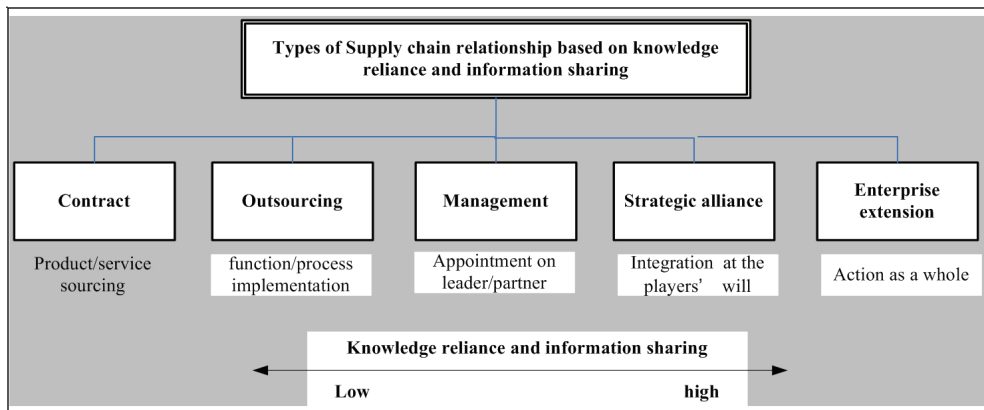 Types of Supply chain relationship based on knowledge
reliance and information sharing
Contract
Outsourcing
Management
Strategic alliance
Enterprise
extension
Product/service
sourcing
function/process
implementation
Appointment on
leader/partner
Integration at the
players’ will
Action as a whole
Knowledge reliance and information sharing
Low high